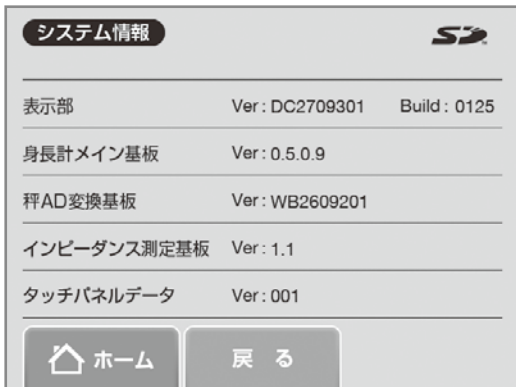 システム情報
SD
表示部 Ver : DC2709301 Build : 0125
身長計メイン基板 Ver : 0.5.0.9
秤AD変換基板 Ver : WB2609201
インピーダンス測定基板 Ver : 1.1
タッチパネルデータ Ver : 001
ホーム 戻る